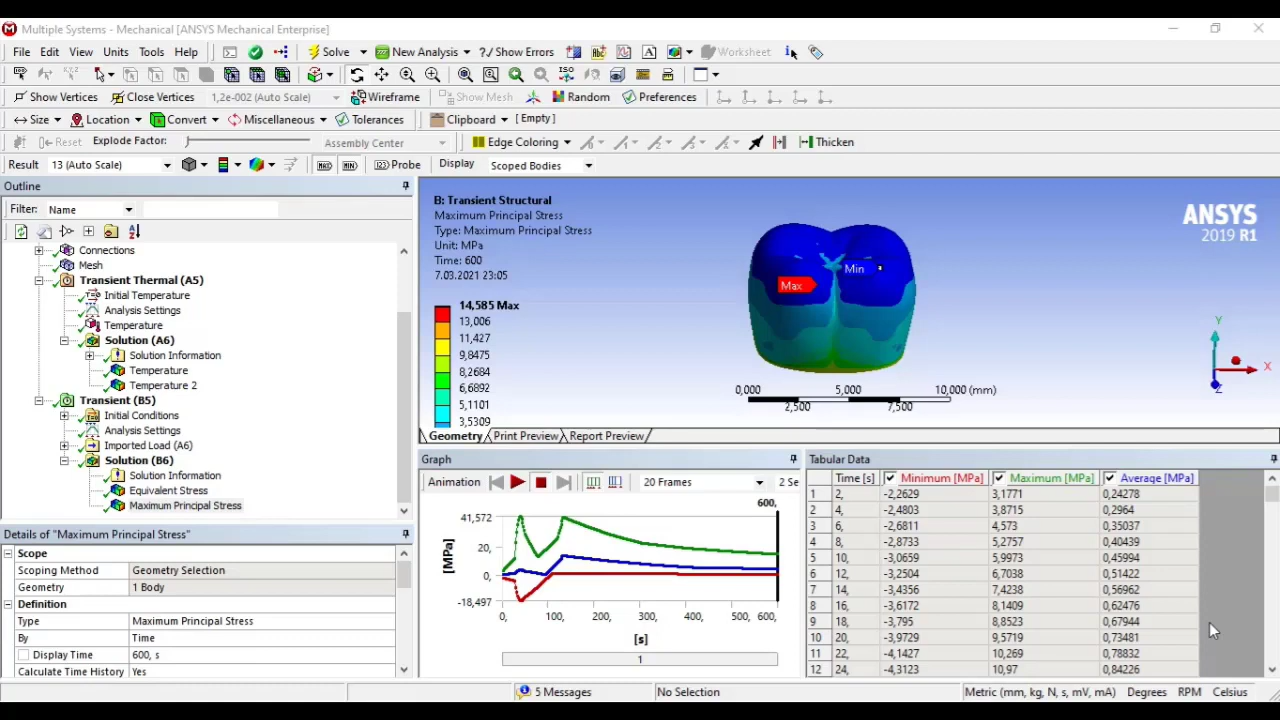 Multiple Systems - Mechanical [ANSYS Mechanical Enterprise]
File Edit View Units Tools Help Solve New Analysis ?/ Show Errors Worksheet
Show Vertices Close Vertices 1,2e-002 (Auto Scale) Wireframe Show Mesh Random Preferences
Size Location Convert Miscellaneous Tolerances Clipboard [ Empty ]
Reset Explode Factor: Assembly Center Edge Coloring Thicken
Result 13 (Auto Scale) MAX MIN Probe Display Scoped Bodies
Outline
Filter: Name
Connections
Mesh
Transient Thermal (A5)
Initial Temperature
Analysis Settings
Temperature
Solution (A6)
Solution Information
Temperature
Temperature 2
Transient (B5)
Initial Conditions
Analysis Settings
Imported Load (A6)
Solution (B6)
Solution Information
Equivalent Stress
Maximum Principal Stress
Details of "Maximum Principal Stress"
Scope
Scoping Method Geometry Selection
Geometry 1 Body
Definition
Type Maximum Principal Stress
By Time
Display Time 600, s
Calculate Time History Yes
B: Transient Structural
Maximum Principal Stress
Type: Maximum Principal Stress
Unit: MPa
Time: 600
7.03.2021 23:05
14,585 Max
13,006
11,427
9,8475
8,2684
6,6892
5,1101
3,5309
Max
Min
ANSYS
2019 R1
Y
X
Z
0,000 5,000 10,000 (mm)
2,500 7,500
Geometry Print Preview Report Preview
Graph
Animation 20 Frames 2 Se
600,
41,572
20,
0,
-18,497
[MPa]
0, 100, 200, 300, 400, 500, 600,
[s]
1
Tabular Data
Time [s] Minimum [MPa] Maximum [MPa] Average [MPa]
1 2, -2,2629 3,1771 0,24278
2 4, -2,4803 3,8715 0,2964
3 6, -2,6811 4,573 0,35037
4 8, -2,8733 5,2757 0,40439
5 10, -3,0659 5,9973 0,45994
6 12, -3,2504 6,7038 0,51422
7 14, -3,4356 7,4238 0,56962
8 16, -3,6172 8,1409 0,62476
9 18, -3,795 8,8523 0,67944
10 20, -3,9729 9,5719 0,73481
11 22, -4,1427 10,269 0,78832
12 24, -4,3123 10,97 0,84226
5 Messages No Selection Metric (mm, kg, N, s, mV, mA) Degrees RPM Celsius